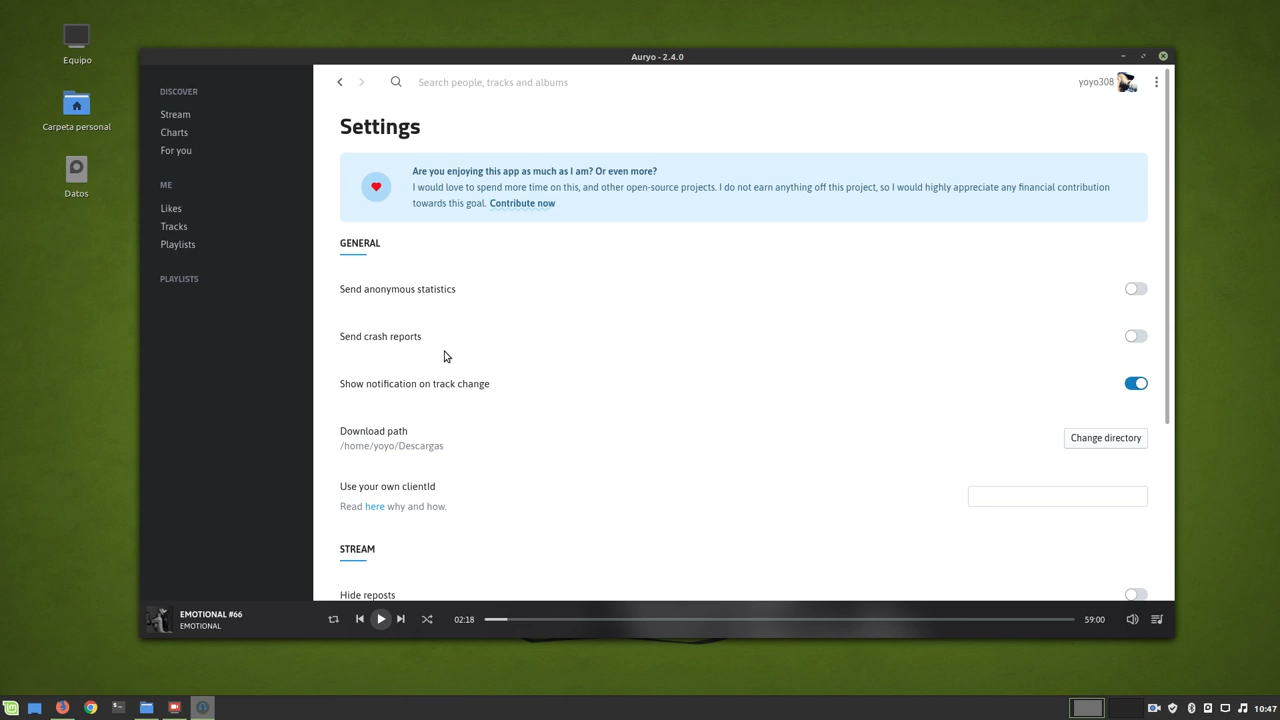 Equipo
Carpeta personal
Datos
Auryo - 2.4.0
DISCOVER
Stream
Charts
For you
ME
Likes
Tracks
Playlists
PLAYLISTS
Search people, tracks and albums
yoyo308
Settings
Are you enjoying this app as much as I am? Or even more?
I would love to spend more time on this, and other open-source projects. I do not earn anything off this project, so I would highly appreciate any financial contribution
towards this goal. Contribute now
GENERAL
Send anonymous statistics
Send crash reports
Show notification on track change
Download path
/home/yoyo/Descargas
Change directory
Use your own clientId
Read here why and how.
STREAM
Hide reposts
EMOTIONAL #66
EMOTIONAL
02:18
59:00
10:47